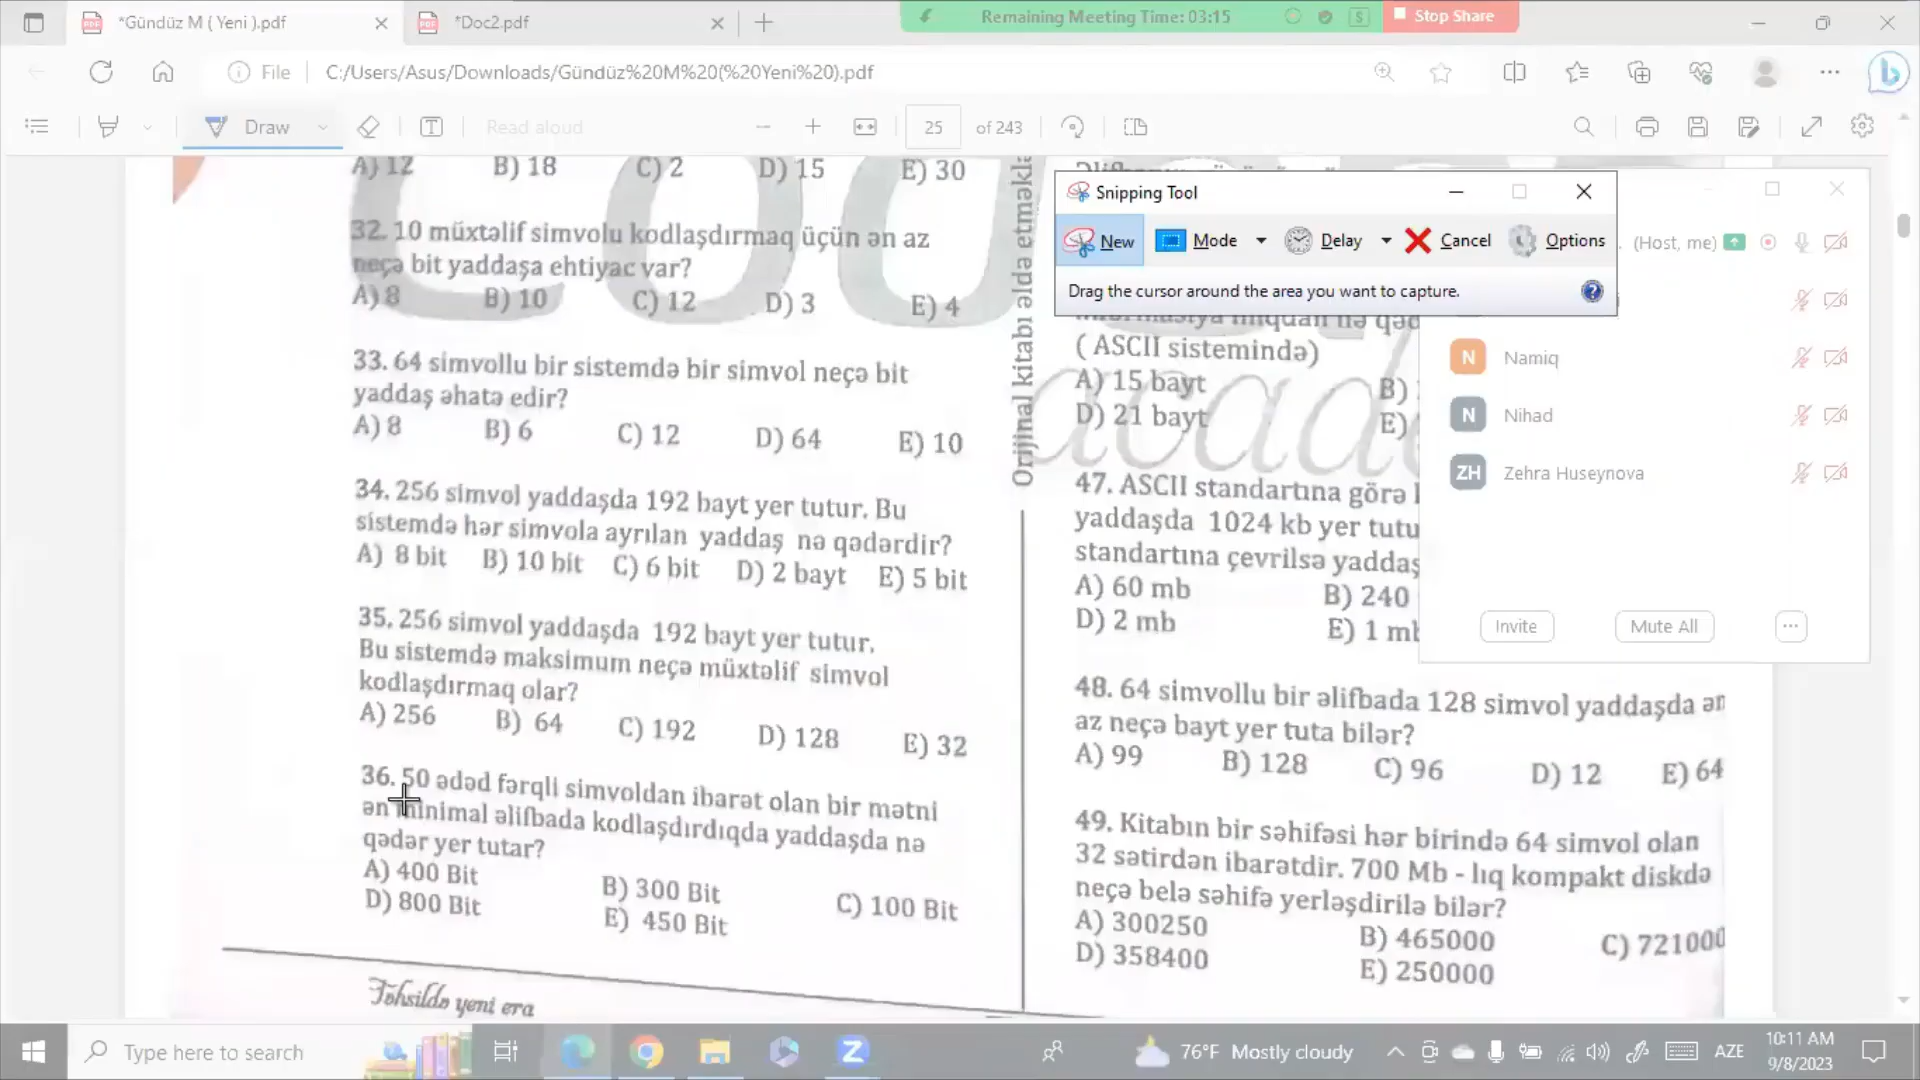 *Gündüz M ( Yeni ).pdf
*Doc2.pdf
Remaining Meeting Time: 03:15
Stop Share
File
C:/Users/Asus/Downloads/Gündüz%20M%20(%20Yeni%20).pdf
Draw
Read aloud
25
of 243
A) 12 B) 18 C) 2 D) 15 E) 30
32. 10 müxtəlif simvolu kodlaşdırmaq üçün ən az
neçə bit yaddaşa ehtiyac var?
A) 8 B) 10 C) 12 D) 3 E) 4
33. 64 simvollu bir sistemdə bir simvol neçə bit
yaddaş əhatə edir?
A) 8 B) 6 C) 12 D) 64 E) 10
34. 256 simvol yaddaşda 192 bayt yer tutur. Bu
sistemdə hər simvola ayrılan yaddaş nə qədərdir?
A) 8 bit B) 10 bit C) 6 bit D) 2 bayt E) 5 bit
35. 256 simvol yaddaşda 192 bayt yer tutur.
Bu sistemdə maksimum neçə müxtəlif simvol
kodlaşdırmaq olar?
A) 256 B) 64 C) 192 D) 128 E) 32
36. 50 ədəd fərqli simvoldan ibarət olan bir mətni
ən minimal əlifbada kodlaşdırdıqda yaddaşda nə
qədər yer tutar?
A) 400 Bit B) 300 Bit C) 100 Bit
D) 800 Bit E) 450 Bit
Təhsildə yeni era
Orijinal kitabı əldə etməklə
Snipping Tool
New Mode Delay Cancel Options
Drag the cursor around the area you want to capture.
( ASCII sistemində)
A) 15 bayt B)
D) 21 bayt E)
acad
47. ASCII standartına görə
yaddaşda 1024 kb yer tutu
standartına çevrilsə yaddaş
A) 60 mb B) 240
D) 2 mb E) 1 mb
48. 64 simvollu bir əlifbada 128 simvol yaddaşda ən
az neçə bayt yer tuta bilər?
A) 99 B) 128 C) 96 D) 12 E) 64
49. Kitabın bir səhifəsi hər birində 64 simvol olan
32 sətirdən ibarətdir. 700 Mb - lıq kompakt diskdə
neçə belə səhifə yerləşdirilə bilər?
A) 300250 B) 465000 C) 721000
D) 358400 E) 250000
(Host, me)
N Namiq
N Nihad
ZH Zehra Huseynova
Invite Mute All
Type here to search
76°F Mostly cloudy
AZE
10:11 AM
9/8/2023